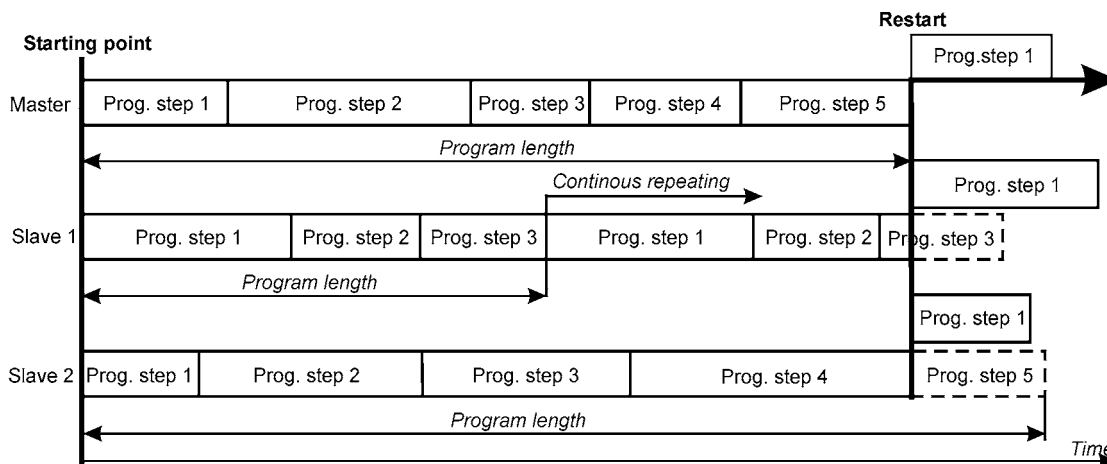 Restart
Starting point
Prog.step 1
Master Prog. step 1 Prog. step 2 Prog. step 3 Prog. step 4 Prog. step 5
Program length
Continous repeating
Prog. step 1
Slave 1 Prog. step 1 Prog. step 2 Prog. step 3 Prog. step 1 Prog. step 2 Prog. step 3
Program length
Prog. step 1
Slave 2 Prog. step 1 Prog. step 2 Prog. step 3 Prog. step 4 Prog. step 5
Program length
Time